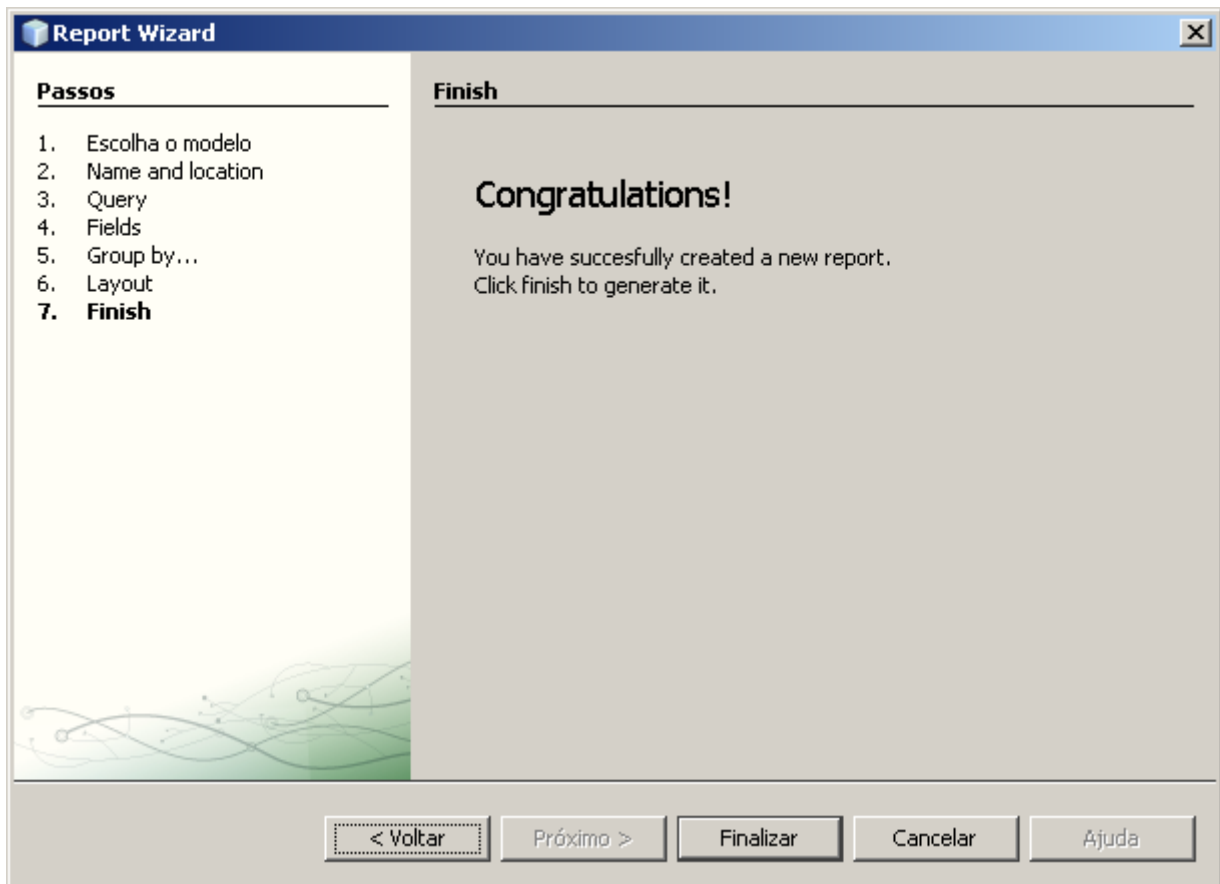 Report Wizard
Passos
1. Escolha o modelo
2. Name and location
3. Query
4. Fields
5. Group by...
6. Layout
7. Finish
Finish
Congratulations!
You have succesfully created a new report.
Click finish to generate it.
< Voltar
Próximo >
Finalizar
Cancelar
Ajuda